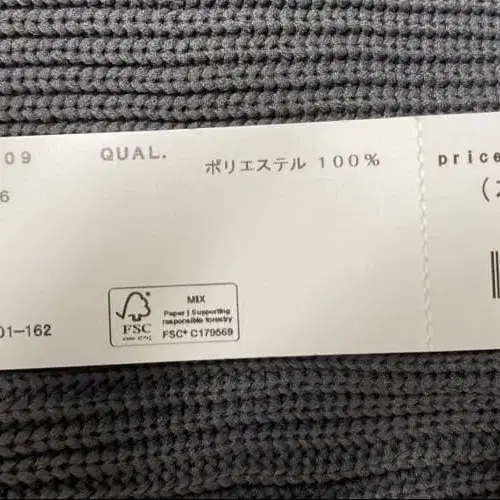 09 QUAL. ポリエステル 100% price
6
MIX
Paper | Supporting
responsible forestry
FSC
FSC® C179569
01-162